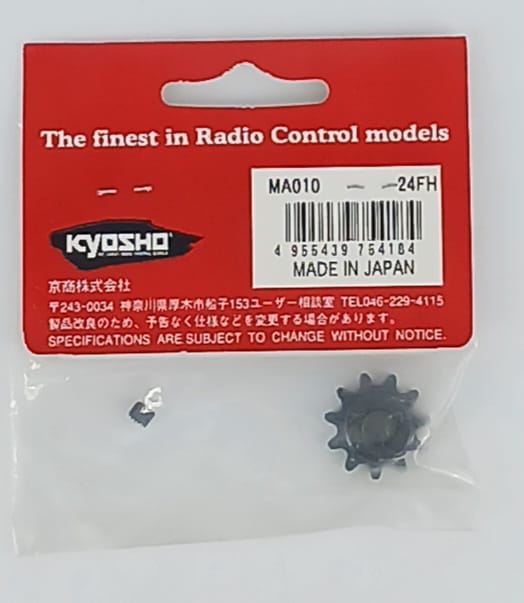 The finest in Radio Control models
MA010 — —24FH
4 955439 754184
MADE IN JAPAN
KYOSHO
京商株式会社
〒243-0034 神奈川県厚木市船子153ユーザー相談室 TEL046-229-4115
製品改良のため、予告なく仕様などを変更する場合があります。
SPECIFICATIONS ARE SUBJECT TO CHANGE WITHOUT NOTICE.